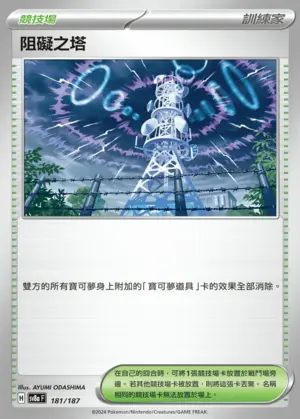 競技場
訓練家
阻礙之塔
雙方的所有寶可夢身上附加的「寶可夢道具」卡的效果全部消除。
在自己的回合時，可將1張競技場卡放置於戰鬥場
旁。若其他競技場卡被放置，則將這張卡丟棄。名稱
相同的競技場卡無法放置於場上。
Illus. AYUMI ODASHIMA
H sv8a F 181/187
©2024 Pokémon/Nintendo/Creatures/GAME FREAK.